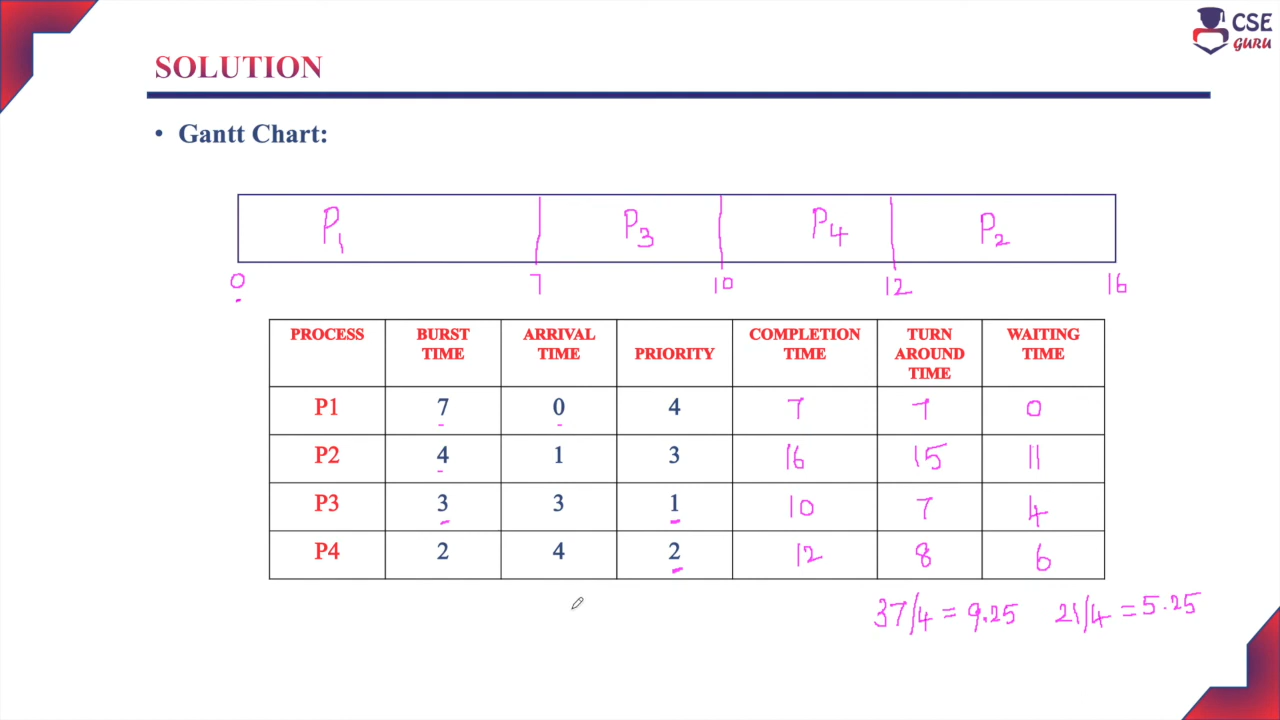 CSE
GURU
SOLUTION
• Gantt Chart:
P1 P3 P4 P2
0 7 10 12 16
PROCESS BURST TIME ARRIVAL TIME PRIORITY COMPLETION TIME TURN AROUND TIME WAITING TIME
P1 7 0 4 7 7 0
P2 4 1 3 16 15 11
P3 3 3 1 10 7 4
P4 2 4 2 12 8 6
37/4 = 9.25 21/4 = 5.25